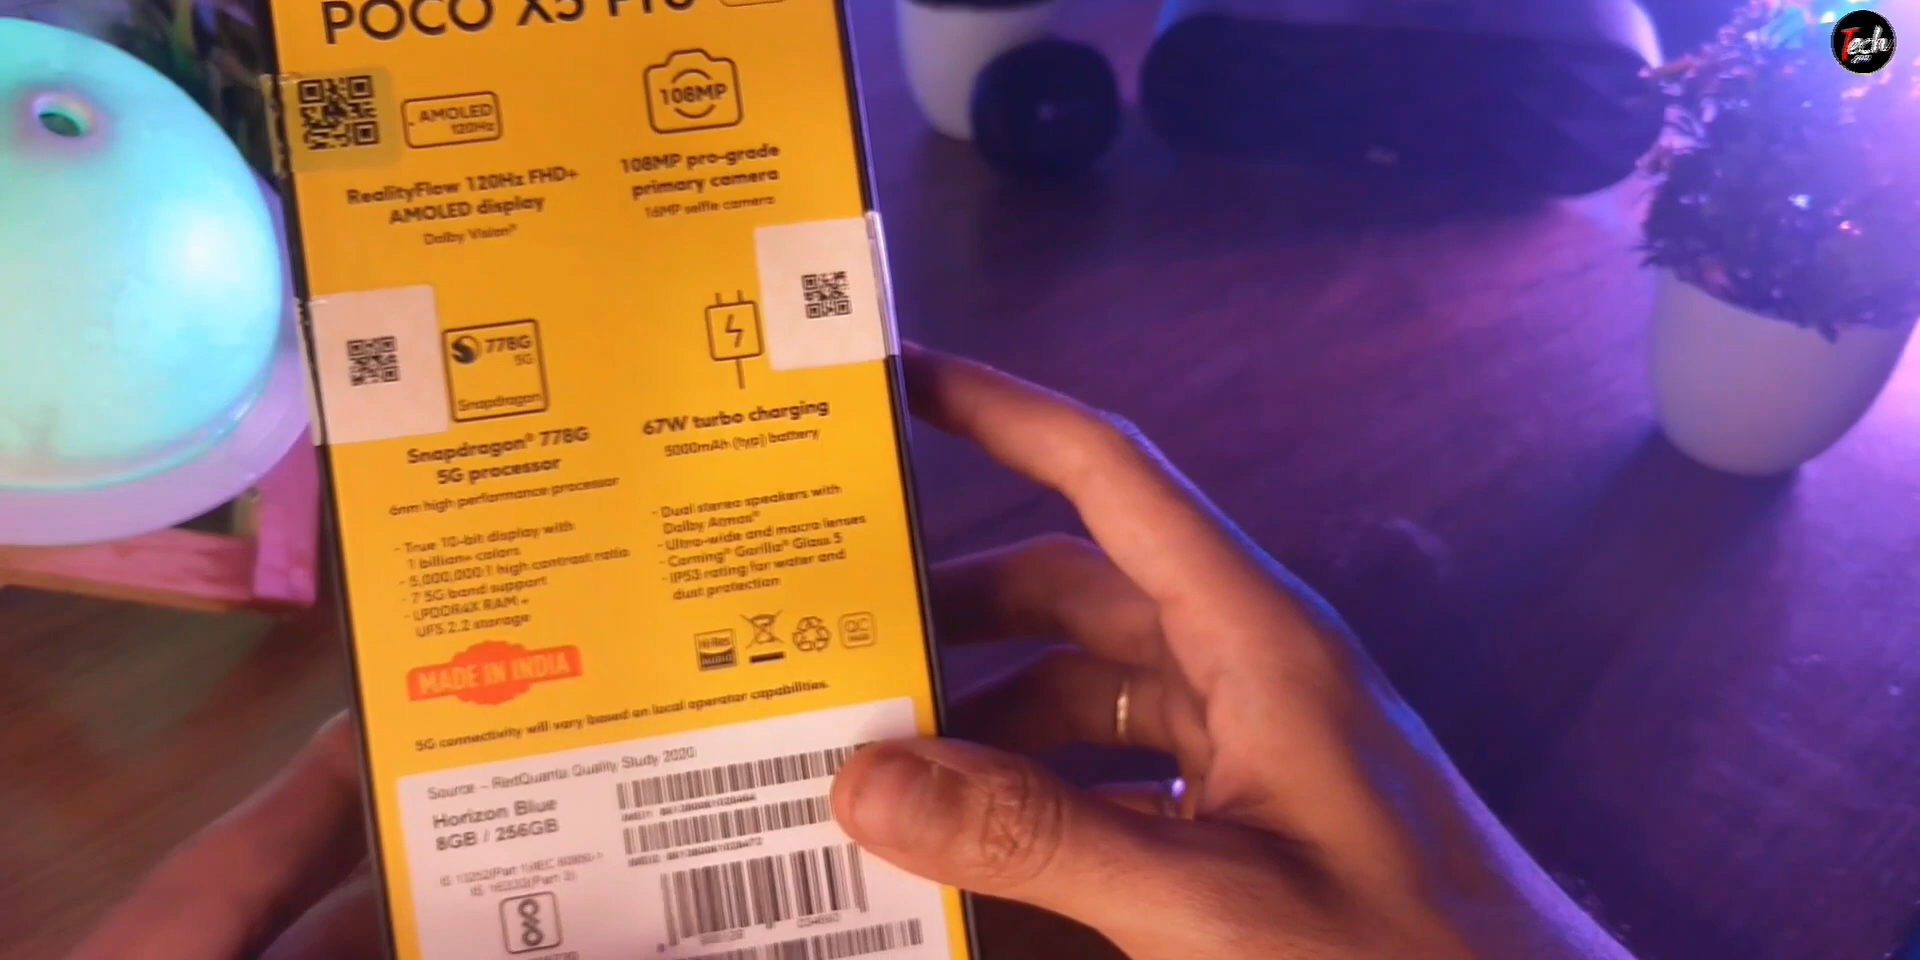 POCO X5 Pro
AMOLED
120Hz
RealityFlow 120Hz FHD+
AMOLED display
Dolby Vision®
108MP
108MP pro-grade
primary camera
16MP selfie camera
778G
5G
Snapdragon
Snapdragon® 778G
5G processor
6nm high performance processor
67W turbo charging
5000mAh (typ) battery
- True 10-bit display with
1 billion+ colors
- 5,000,000:1 high contrast ratio
- 7 5G band support
- LPDDR4X RAM +
UFS 2.2 storage
- Dual stereo speakers with
Dolby Atmos®
- Ultra-wide and macro lenses
- Corning® Gorilla® Glass 5
- IP53 rating for water and
dust protection
MADE IN INDIA
Hi-Res
AUDIO
5G connectivity will vary based on local operator capabilities.
Source – RedQuanta Quality Study 2020
Horizon Blue
8GB / 256GB
Tech